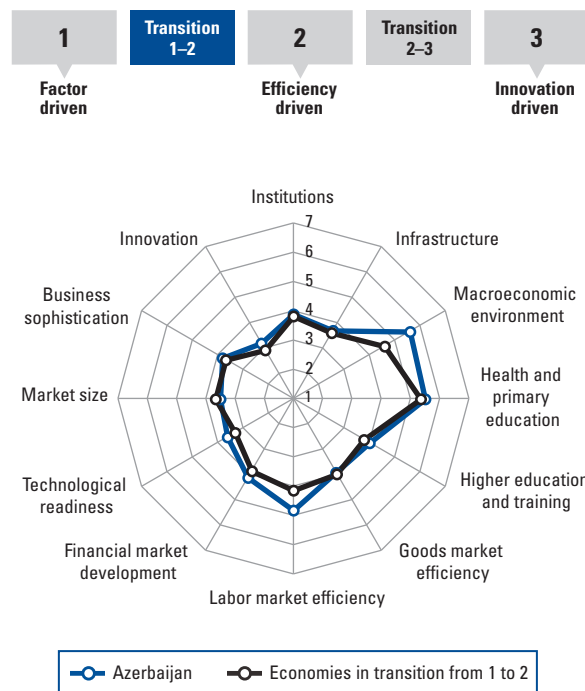 1
Transition
1–2
2
Transition
2–3
3
Factor
driven
Efficiency
driven
Innovation
driven
Institutions
7
6
5
4
3
2
1
Infrastructure
Macroeconomic
environment
Health and
primary
education
Higher education
and training
Goods market
efficiency
Labor market efficiency
Financial market
development
Technological
readiness
Market size
Business
sophistication
Innovation
Azerbaijan
Economies in transition from 1 to 2